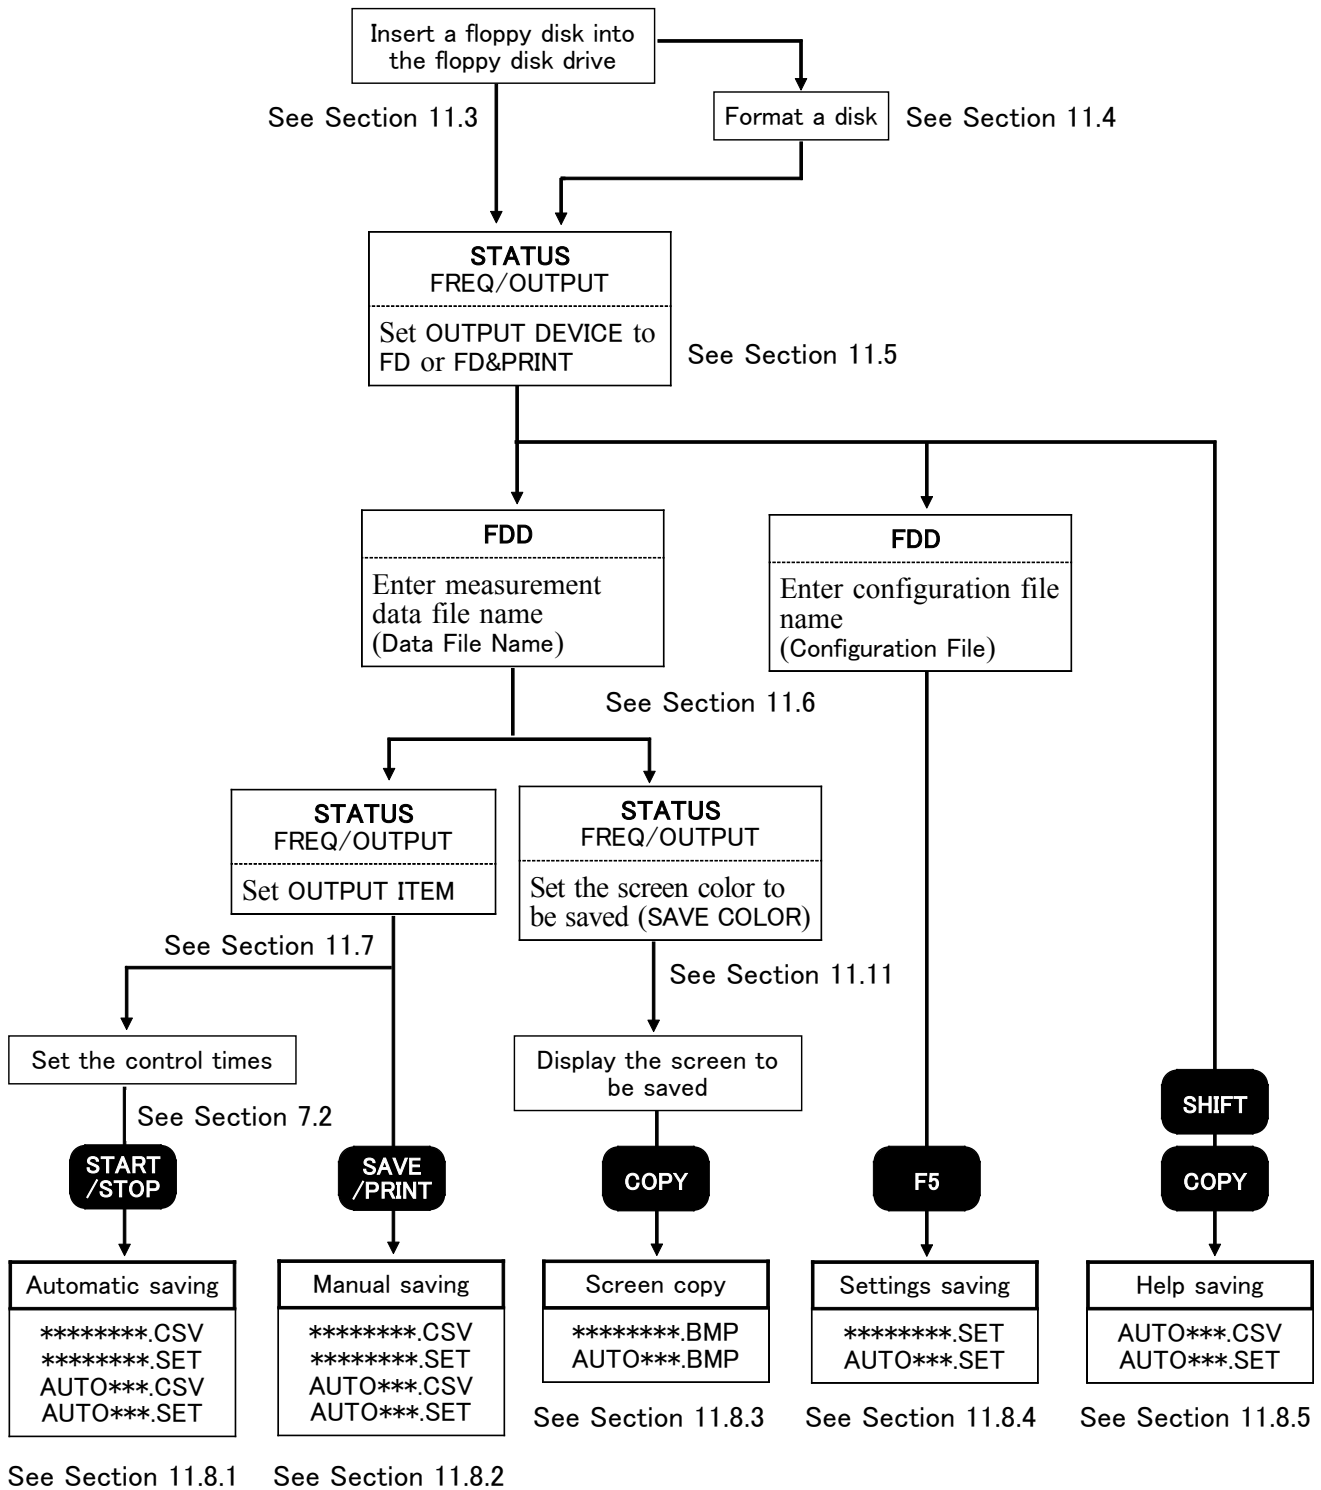 Insert a floppy disk into
the floppy disk drive
See Section 11.3
Format a disk
See Section 11.4
STATUS
FREQ/OUTPUT
Set OUTPUT DEVICE to
FD or FD&PRINT
See Section 11.5
FDD
Enter measurement
data file name
(Data File Name)
FDD
Enter configuration file
name
(Configuration File)
See Section 11.6
STATUS
FREQ/OUTPUT
Set OUTPUT ITEM
STATUS
FREQ/OUTPUT
Set the screen color to
be saved (SAVE COLOR)
See Section 11.7
See Section 11.11
Set the control times
Display the screen to
be saved
See Section 7.2
START
/STOP
SAVE
/PRINT
COPY
F5
SHIFT
COPY
Automatic saving
********.CSV
********.SET
AUTO***.CSV
AUTO***.SET
See Section 11.8.1
Manual saving
********.CSV
********.SET
AUTO***.CSV
AUTO***.SET
See Section 11.8.2
Screen copy
********.BMP
AUTO***.BMP
See Section 11.8.3
Settings saving
********.SET
AUTO***.SET
See Section 11.8.4
Help saving
AUTO***.CSV
AUTO***.SET
See Section 11.8.5